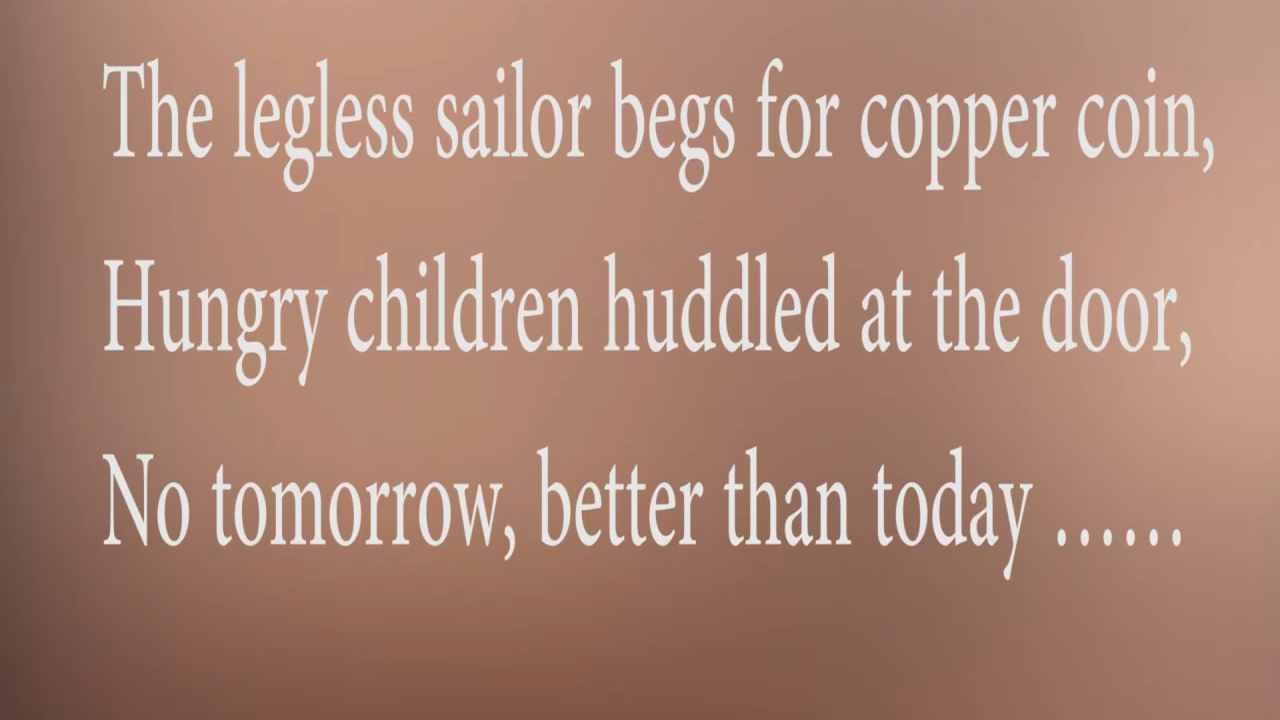 The legless sailor begs for copper coin,
Hungry children huddled at the door,
No tomorrow, better than today ......